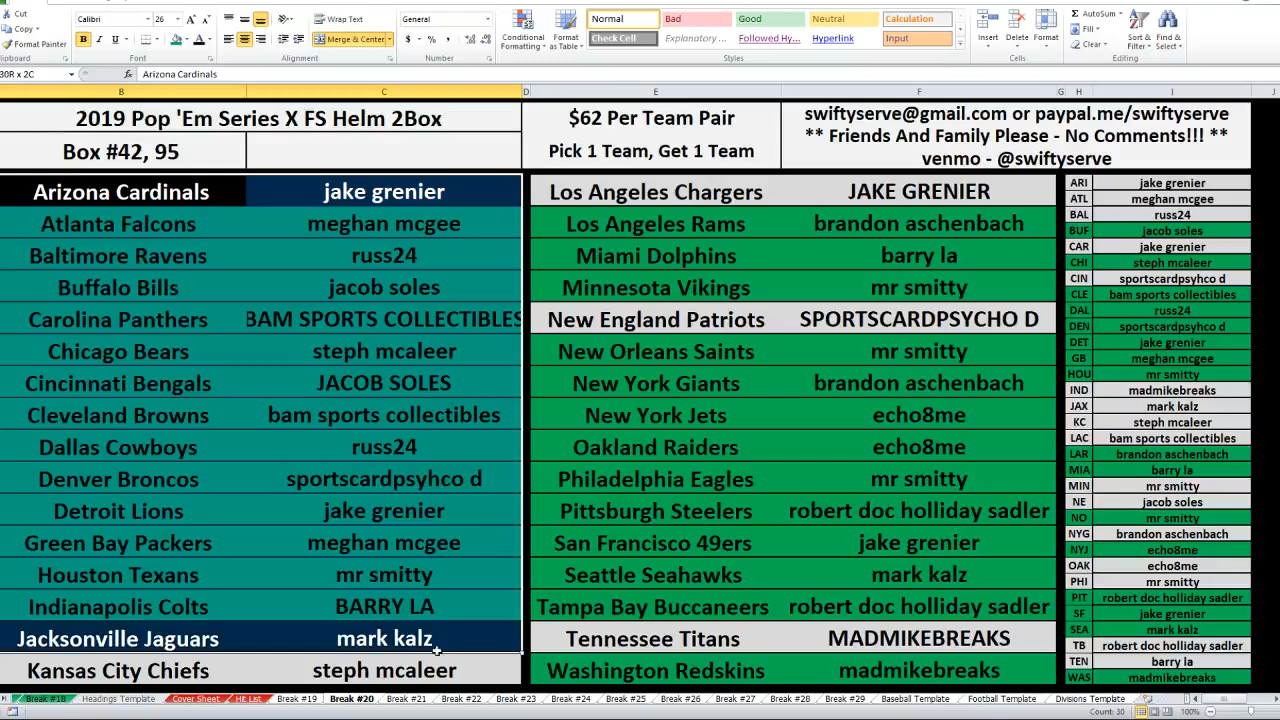 Cut
Calibri 26
Wrap Text
General
Normal Bad Good Neutral Calculation
AutoSum
Copy
Format Painter
Merge & Center
Conditional Formatting
Format as Table
Check Cell Explanatory ... Followed Hy... Hyperlink Input
Insert Delete Format
Fill
Clear
Sort & Filter
Find & Select
Clipboard Font Alignment Number Styles Cells Editing
30R x 2C Arizona Cardinals
B C D E F G H I J
2019 Pop 'Em Series X FS Helm 2Box
Box #42, 95
$62 Per Team Pair
Pick 1 Team, Get 1 Team
swiftyserve@gmail.com or paypal.me/swiftyserve
** Friends And Family Please - No Comments!!! **
venmo - @swiftyserve
Arizona Cardinals jake grenier
Atlanta Falcons meghan mcgee
Baltimore Ravens russ24
Buffalo Bills jacob soles
Carolina Panthers BAM SPORTS COLLECTIBLES
Chicago Bears steph mcaleer
Cincinnati Bengals JACOB SOLES
Cleveland Browns bam sports collectibles
Dallas Cowboys russ24
Denver Broncos sportscardpsyhco d
Detroit Lions jake grenier
Green Bay Packers meghan mcgee
Houston Texans mr smitty
Indianapolis Colts BARRY LA
Jacksonville Jaguars mark kalz
Kansas City Chiefs steph mcaleer
Los Angeles Chargers JAKE GRENIER
Los Angeles Rams brandon aschenbach
Miami Dolphins barry la
Minnesota Vikings mr smitty
New England Patriots SPORTSCARDPSYCHO D
New Orleans Saints mr smitty
New York Giants brandon aschenbach
New York Jets echo8me
Oakland Raiders echo8me
Philadelphia Eagles mr smitty
Pittsburgh Steelers robert doc holliday sadler
San Francisco 49ers jake grenier
Seattle Seahawks mark kalz
Tampa Bay Buccaneers robert doc holliday sadler
Tennessee Titans MADMIKEBREAKS
Washington Redskins madmikebreaks
ARI jake grenier
ATL meghan mcgee
BAL russ24
BUF jacob soles
CAR jake grenier
CHI steph mcaleer
CIN sportscardpsyhco d
CLE bam sports collectibles
DAL russ24
DEN sportscardpsyhco d
DET jake grenier
GB meghan mcgee
HOU mr smitty
IND madmikebreaks
JAX mark kalz
KC steph mcaleer
LAC bam sports collectibles
LAR brandon aschenbach
MIA barry la
MIN mr smitty
NE jacob soles
NO mr smitty
NYG brandon aschenbach
NYJ echo8me
OAK echo8me
PHI mr smitty
PIT robert doc holliday sadler
SF jake grenier
SEA mark kalz
TB robert doc holliday sadler
TEN barry la
WAS madmikebreaks
Break #18 Headings Template Cover Sheet Hit List Break #19 Break #20 Break #21 Break #22 Break #23 Break #24 Break #25 Break #26 Break #27 Break #28 Break #29 Baseball Template Football Template Divisions Template
Count: 30 100%